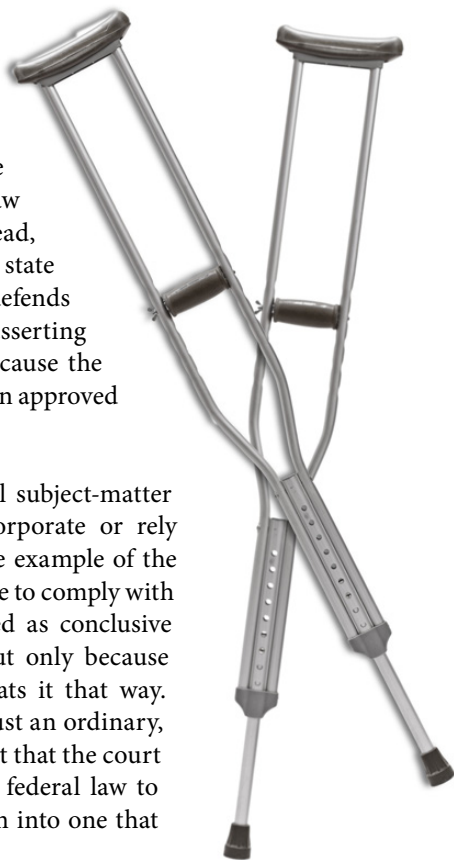 state
efends
sserting
cause the
n approved
l subject-matter
orporate or rely
e example of the
e to comply with
ed as conclusive
ut only because
ats it that way.
ust an ordinary,
t that the court
federal law to
n into one that